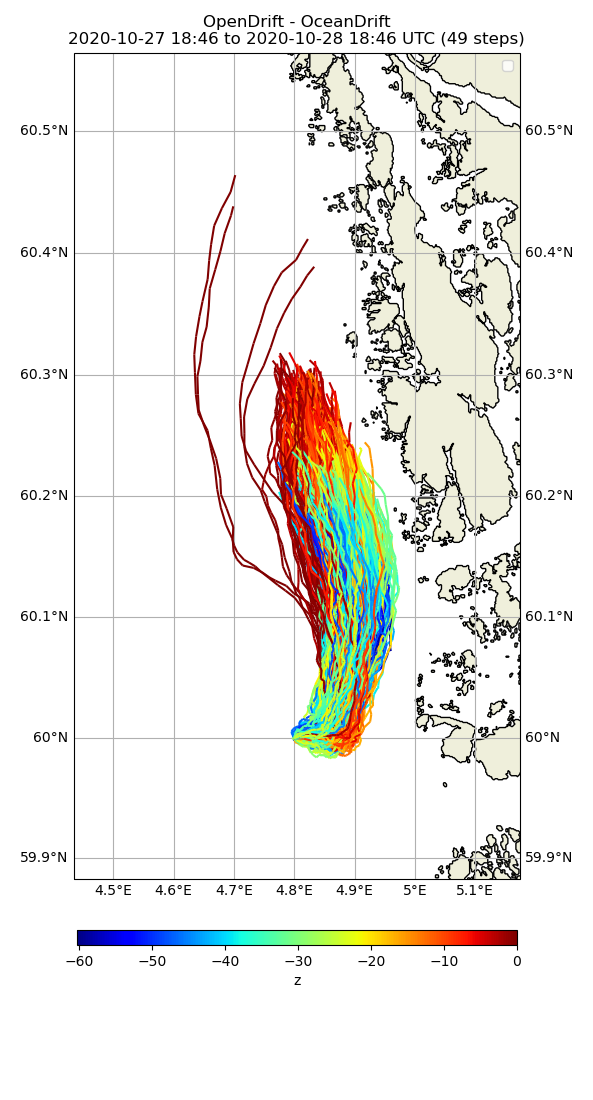 OpenDrift - OceanDrift
2020-10-27 18:46 to 2020-10-28 18:46 UTC (49 steps)
60.5°N 60.5°N
60.4°N 60.4°N
60.3°N 60.3°N
60.2°N 60.2°N
60.1°N 60.1°N
60°N 60°N
59.9°N 59.9°N
4.5°E 4.6°E 4.7°E 4.8°E 4.9°E 5°E 5.1°E
−60 −50 −40 −30 −20 −10 0
z